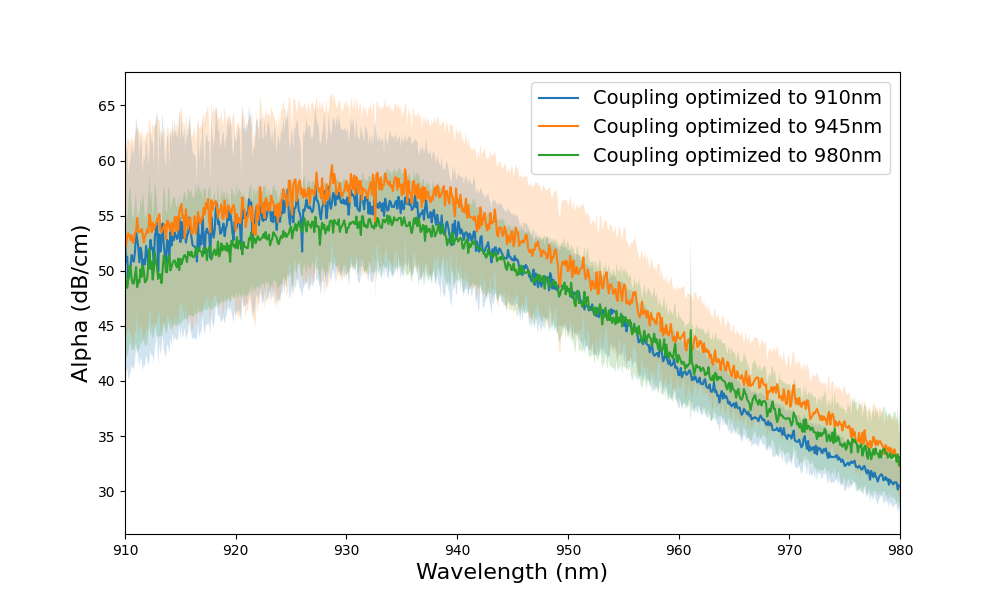 Coupling optimized to 910nm
Coupling optimized to 945nm
Coupling optimized to 980nm
Alpha (dB/cm)
65
60
55
50
45
40
35
30
910 920 930 940 950 960 970 980
Wavelength (nm)